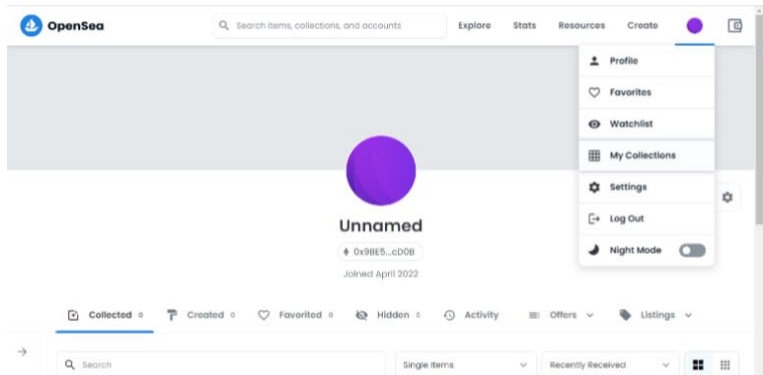 OpenSea Search items, collections, and accounts Explore Stats Resources Create
Profile
Favorites
Watchlist
My Collections
Settings
Log Out
Night Mode
Unnamed
0x9BE5...cD0B
Joined April 2022
Collected 0 Created 0 Favorited 0 Hidden 0 Activity Offers Listings
Search Single Items Recently Received